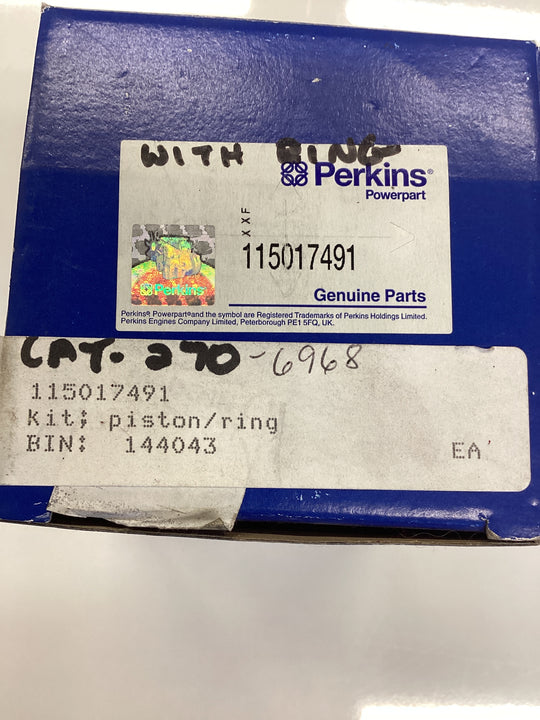 WITH RING
Perkins®
Powerpart
XXF
115017491
Perkins
Genuine Parts
Perkins® Powerpart® and the symbol are Registered Trademarks of Perkins Holdings Limited.
Perkins Engines Company Limited, Peterborough PE1 5FQ, UK.
CAT. 270-6968
115017491
kit; piston/ring
BIN: 144043
EA